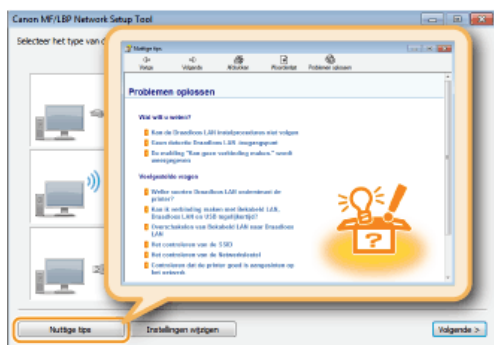 Canon MF/LBP Network Setup Tool
Selecteer het type van
Nuttige tips
Vorige
Volgende
Afdrukken
Woordenlijst
Problemen oplossen
Problemen oplossen
Wat wilt u weten?
Kan de Draadloos LAN installprocedures niet volgen
Geen detectie Draadloos LAN-toegangspunt
De melding "Kan geen verbinding maken." wordt
weergegeven
Veelgestelde vragen
Welke soorten Draadloos LAN ondersteunt de
printer?
Kan ik verbinding maken met Bekabeld LAN,
Draadloos LAN en USB tegelijkertijd?
Overschakelen van Bekabeld LAN naar Draadloos
LAN
Het controleren van de SSID
Het controleren van de Netwerksleutel
Controleren dat de printer goed is aangesloten op
het netwerk
?
Nuttige tips
Instellingen wijzigen
Volgende >